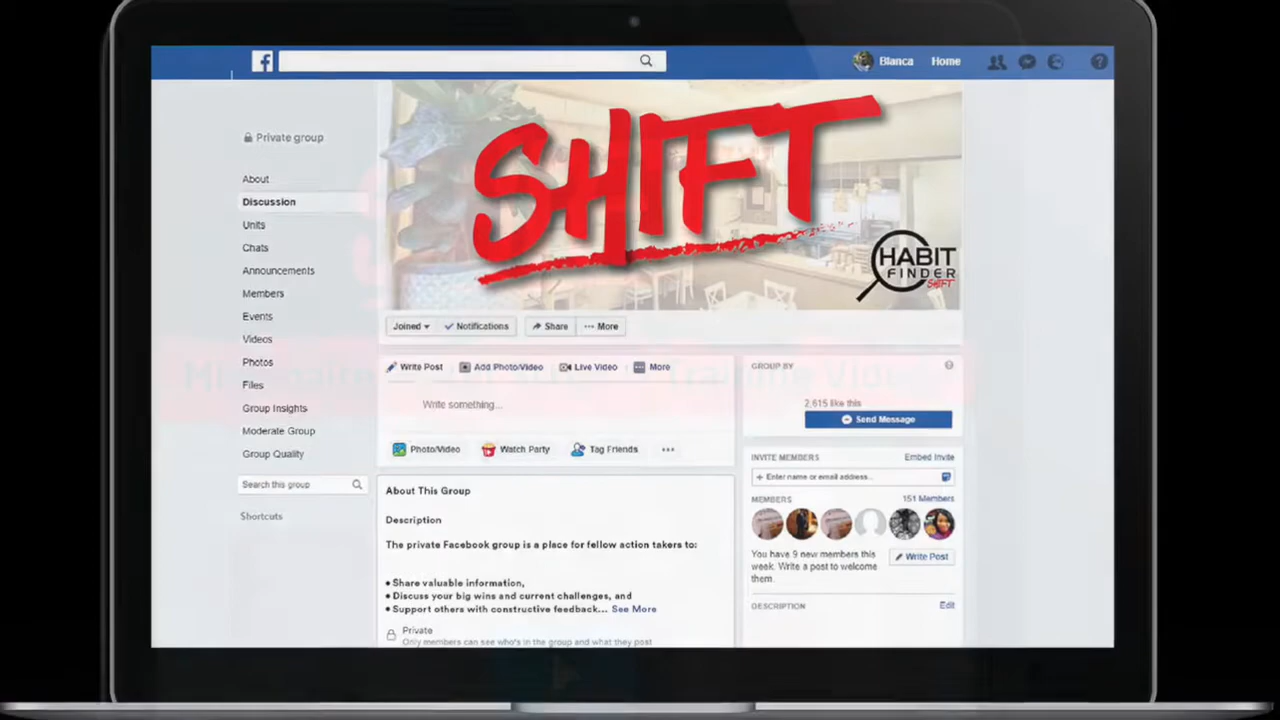 Blanca Home
SHIFT
HABIT
FINDER
SHIFT
Private group
About
Discussion
Units
Chats
Announcements
Members
Events
Videos
Photos
Files
Group Insights
Moderate Group
Group Quality
Search this group
Shortcuts
Joined Notifications Share ··· More
Write Post Add Photo/Video Live Video More
Write something...
Photo/Video Watch Party Tag Friends
About This Group
Description
The private Facebook group is a place for fellow action takers to:
• Share valuable information,
• Discuss your big wins and current challenges, and
• Support others with constructive feedback... See More
Private
Only members can see who's in the group and what they post
GROUP BY
2,615 like this
Send Message
INVITE MEMBERS Embed Invite
+ Enter name or email address...
MEMBERS 151 Members
You have 9 new members this
week. Write a post to welcome
them.
Write Post
DESCRIPTION Edit